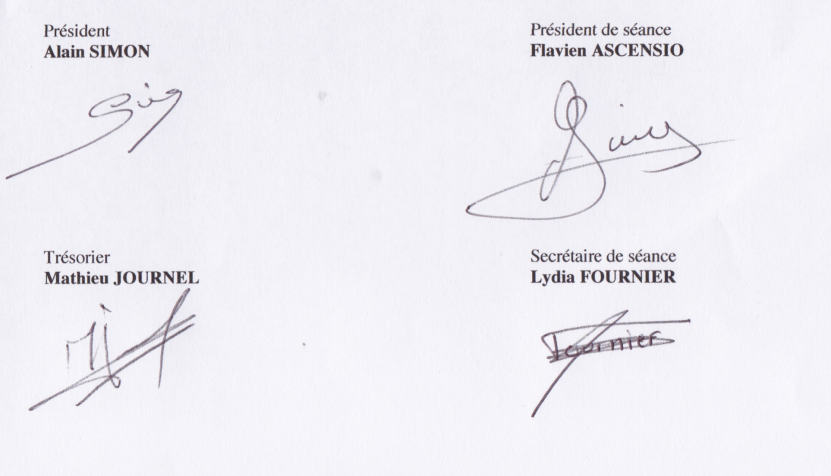 Président
Alain SIMON
Président de séance
Flavien ASCENSIO
Trésorier
Mathieu JOURNEL
Secrétaire de séance
Lydia FOURNIER
Fournier